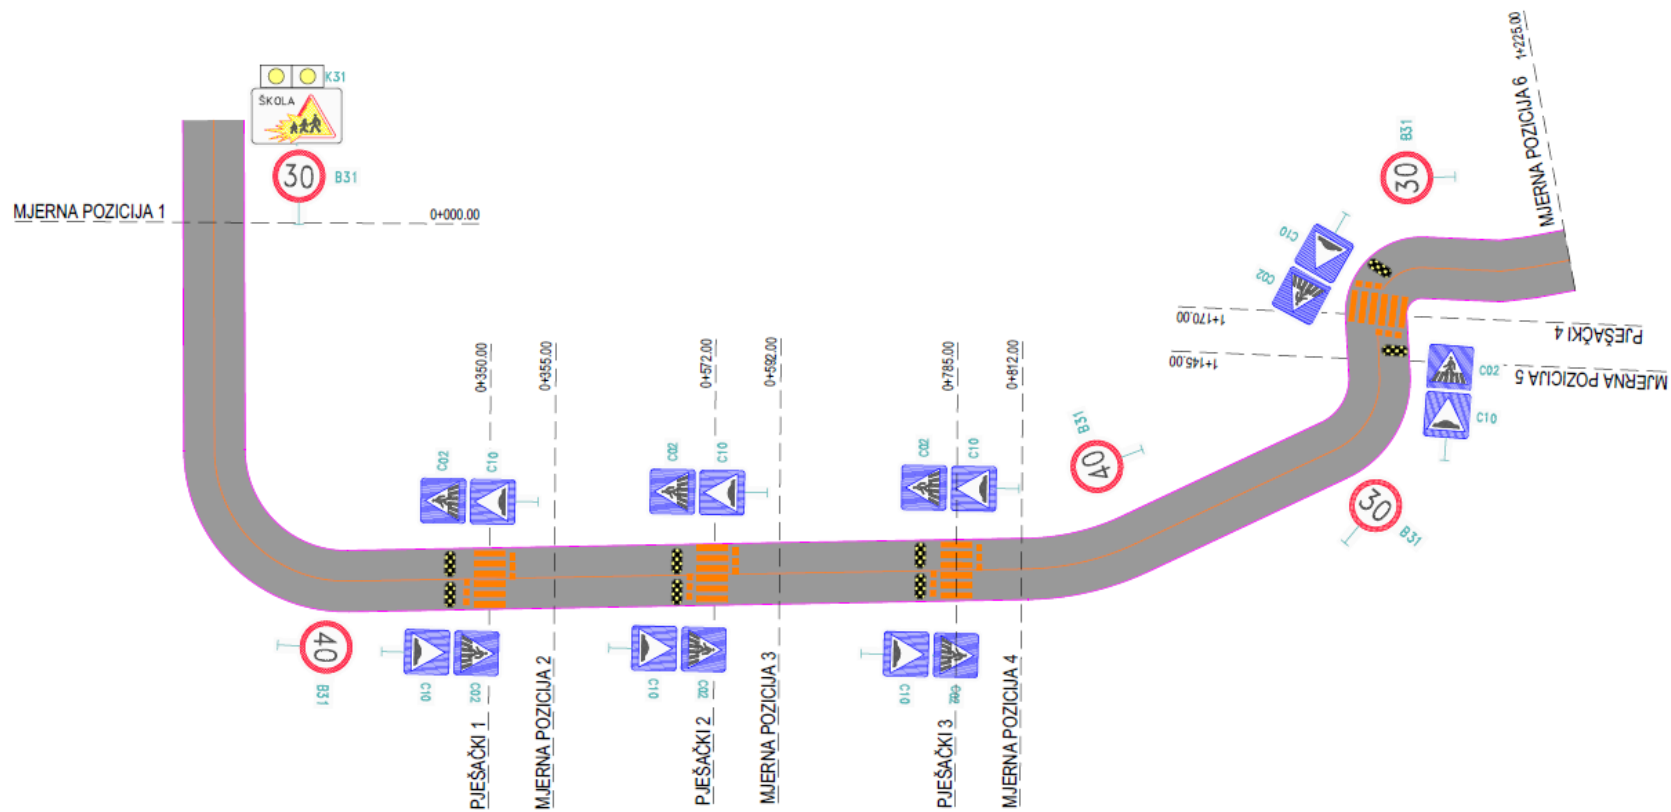 K31
ŠKOLA
30
B31
MJERNA POZICIJA 1
0+000.00
40
B31
C02
C10
0+350.00
0+355.00
C10
C02
PJEŠAČKI 1
MJERNA POZICIJA 2
C02
C10
0+572.00
0+592.00
C10
C02
PJEŠAČKI 2
MJERNA POZICIJA 3
C02
C10
0+785.00
0+812.00
C10
C02
PJEŠAČKI 3
MJERNA POZICIJA 4
B31
40
30
B31
C10
C02
1+170.00
PJEŠAČKI 4
1+145.00
MJERNA POZICIJA 5
C02
C10
B31
30
MJERNA POZICIJA 6
1+225.00